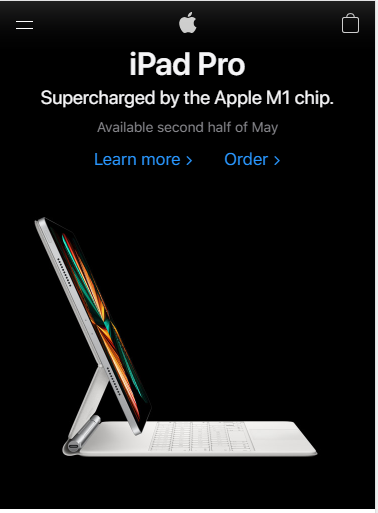 iPad Pro
Supercharged by the Apple M1 chip.
Available second half of May
Learn more >
Order >